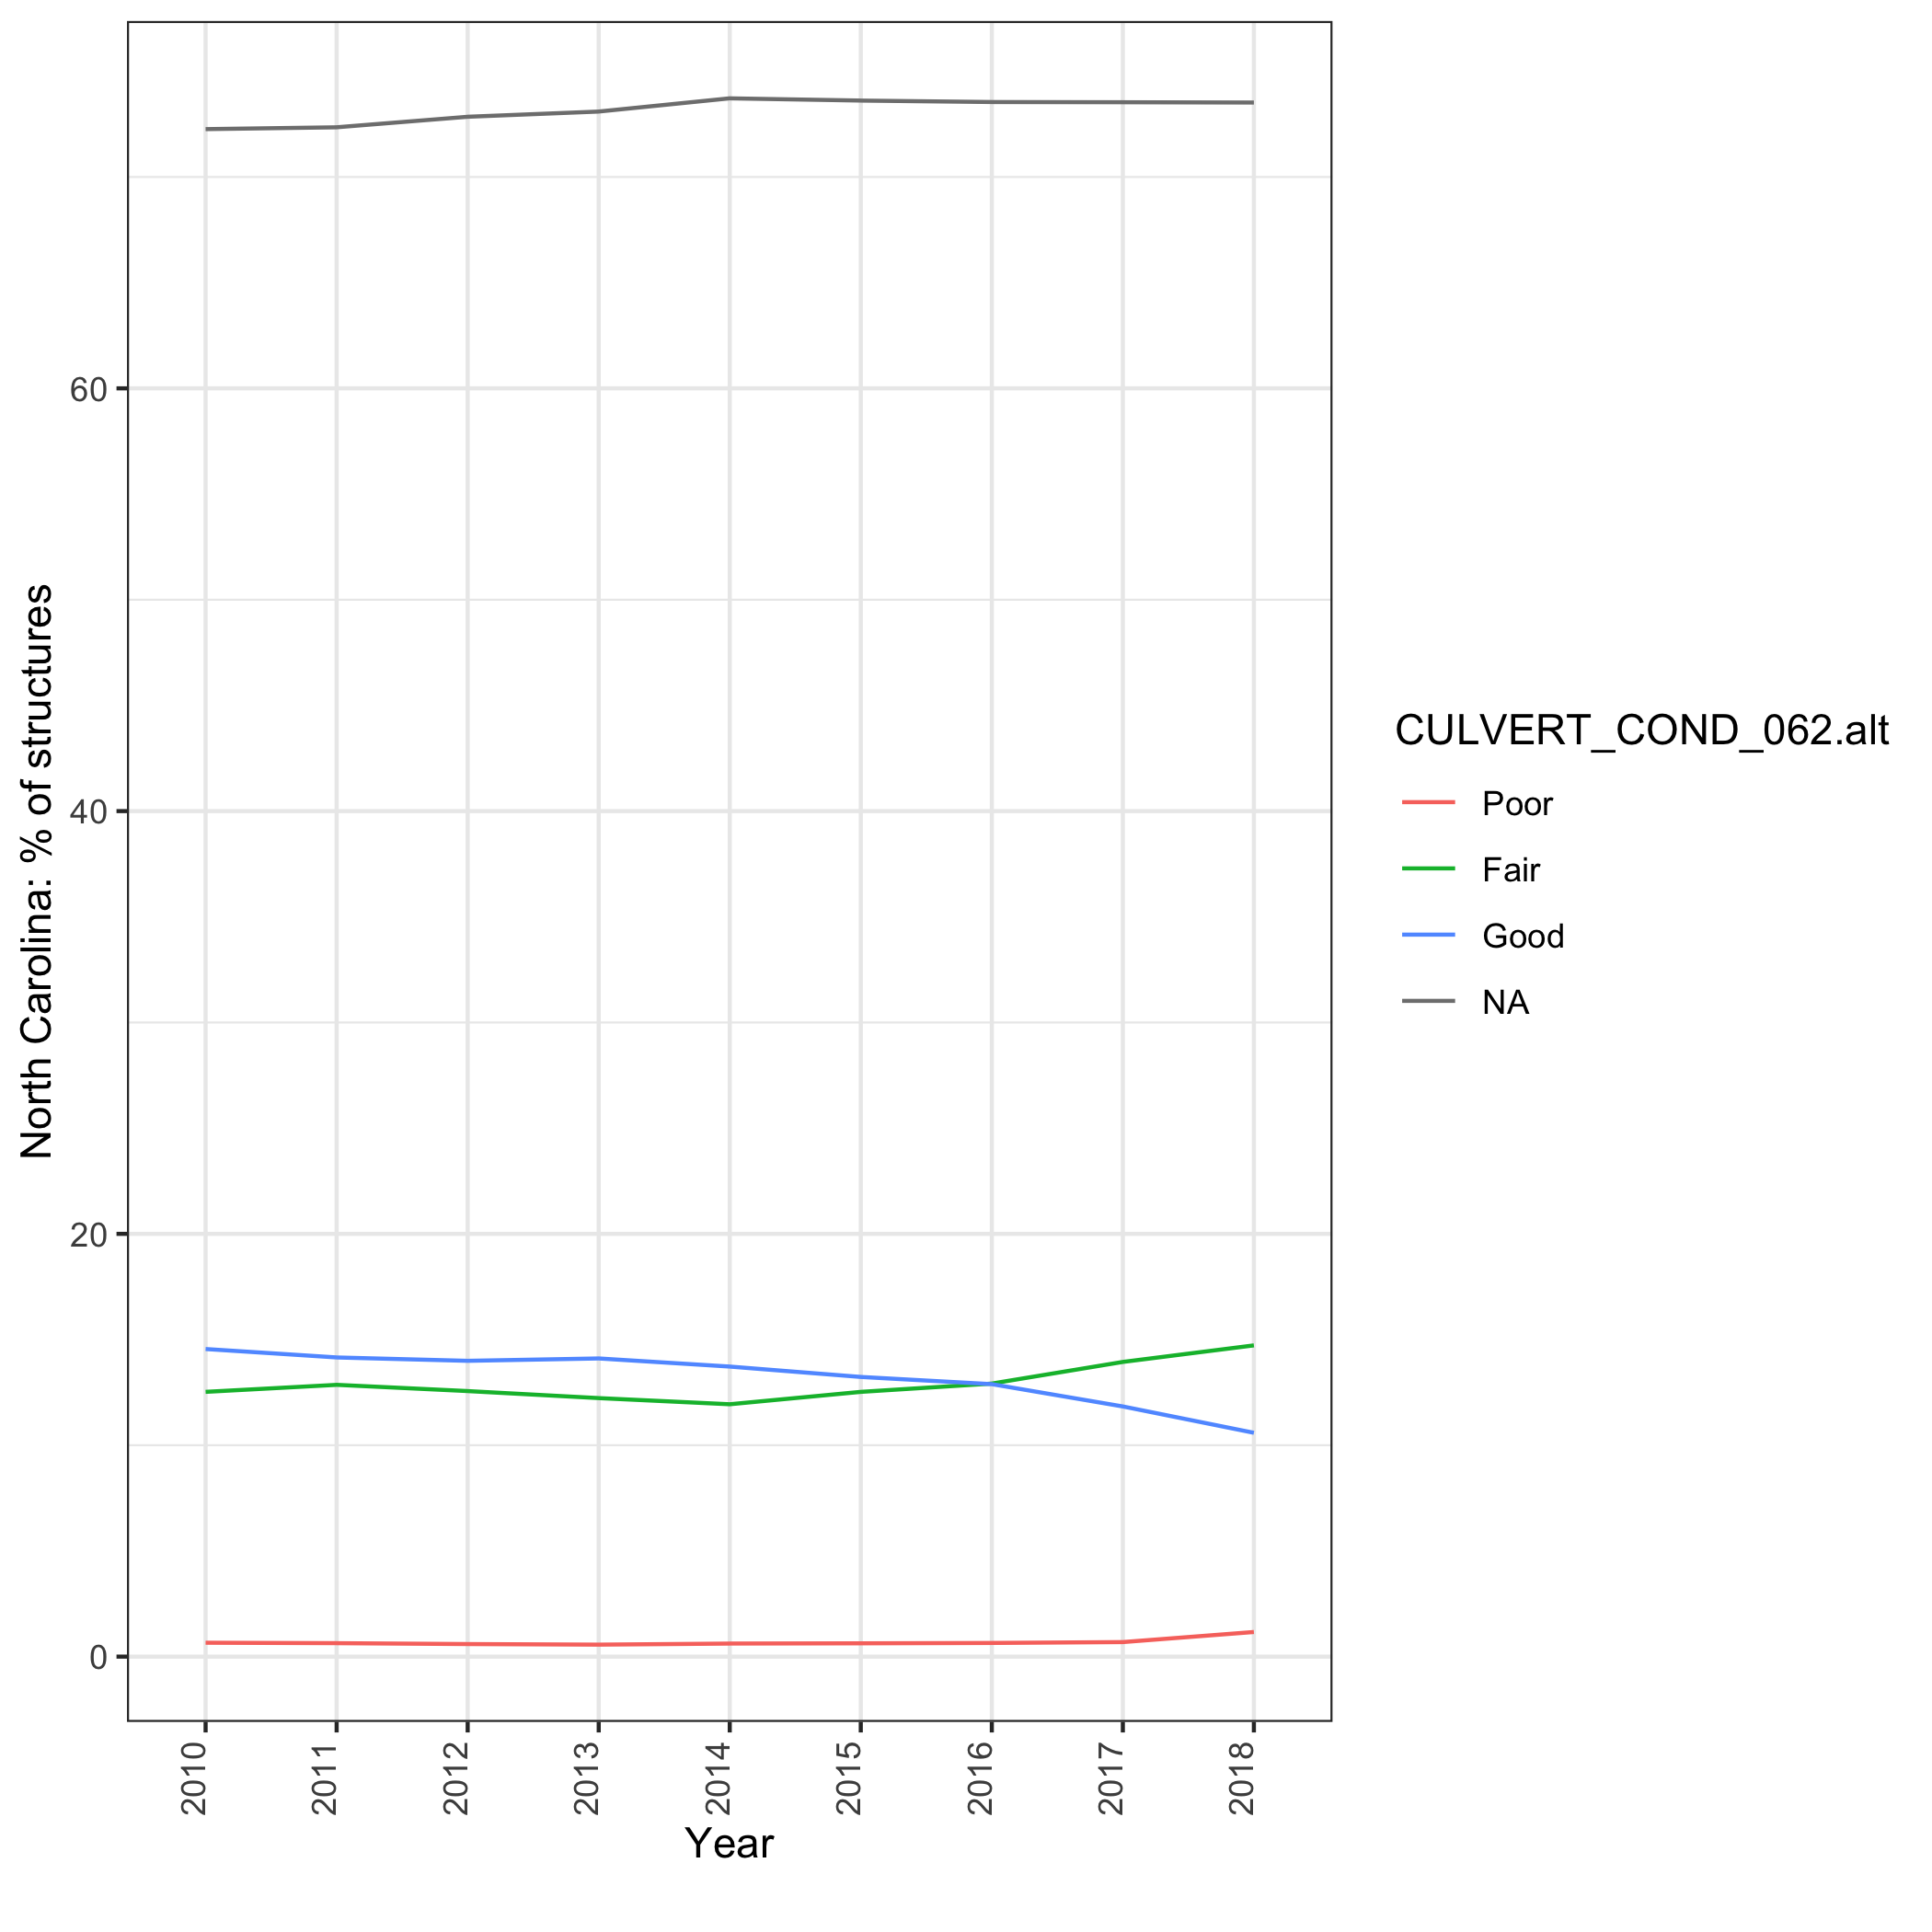 North Carolina: % of structures
60
40
20
0
2010
2011
2012
2013
2014
2015
2016
2017
2018
Year
CULVERT_COND_062.alt
Poor
Fair
Good
NA